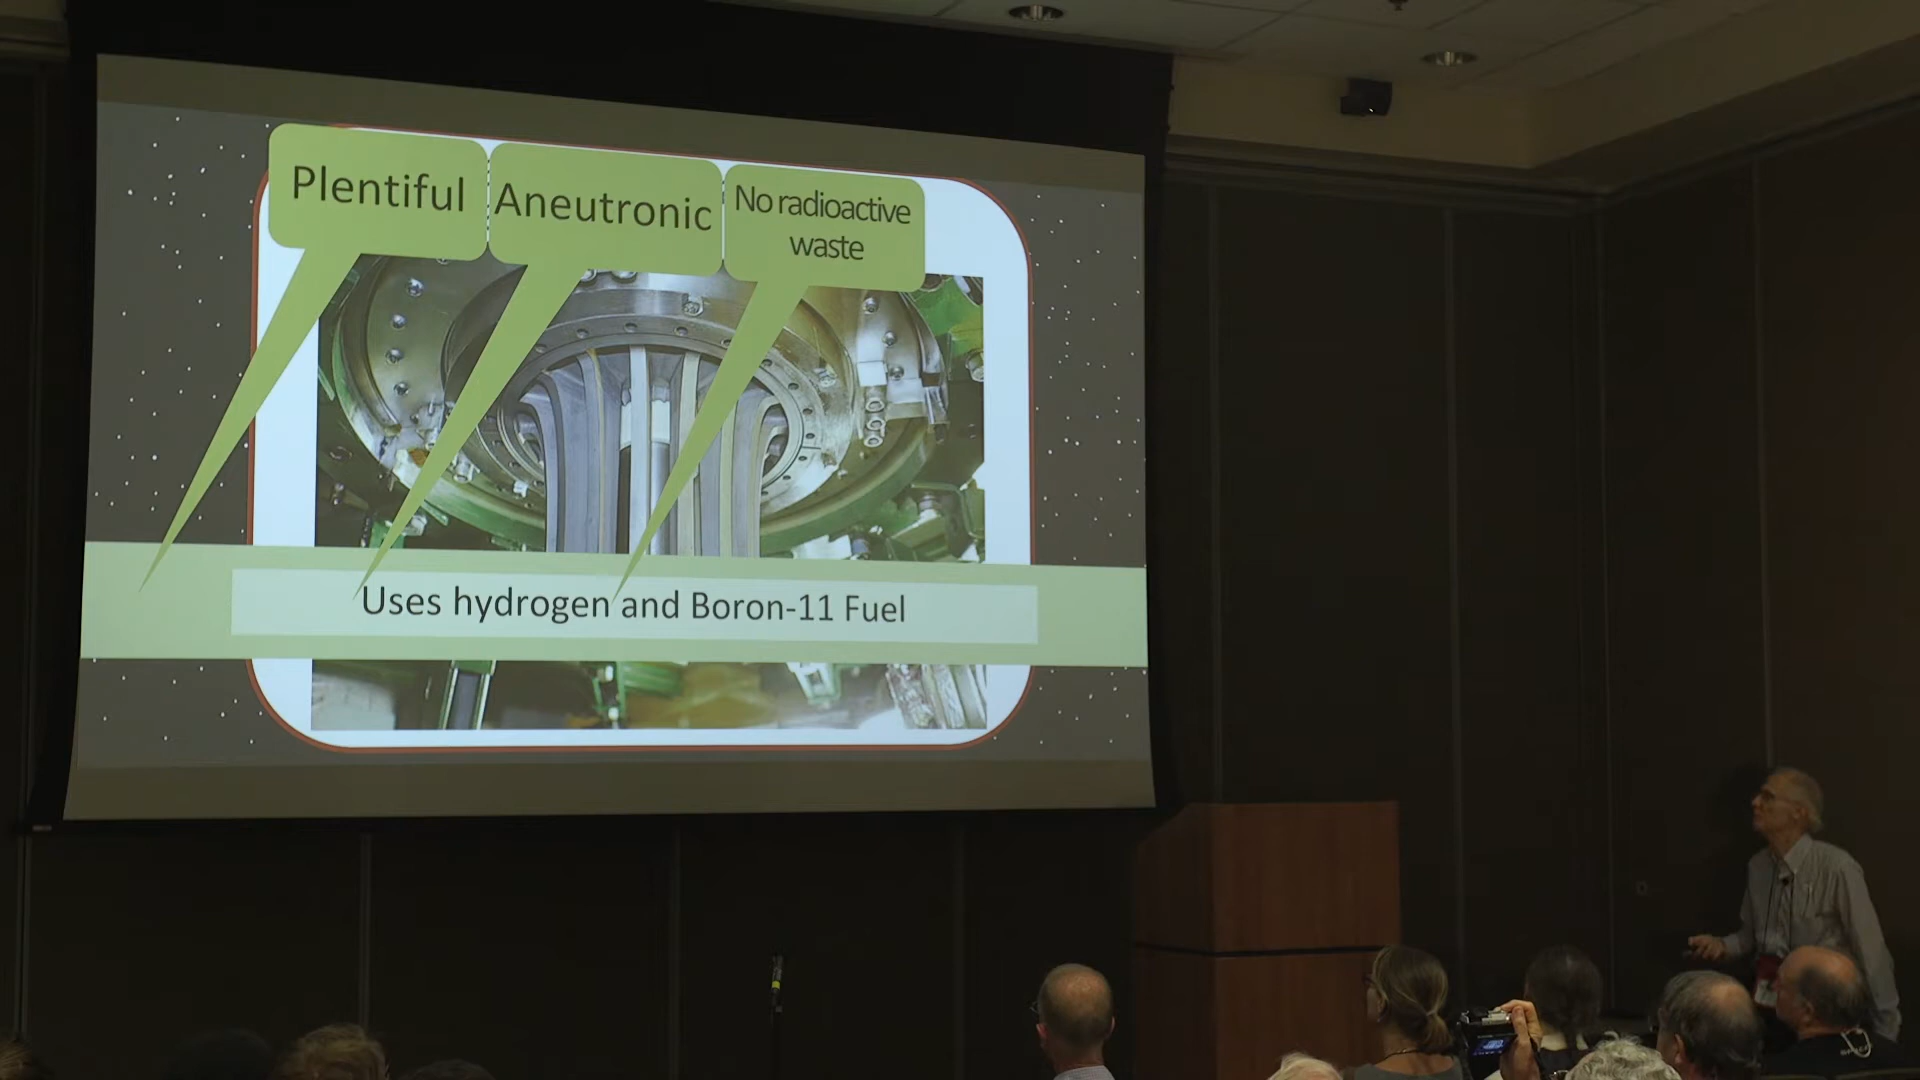 Plentiful
Aneutronic
No radioactive
waste
Uses hydrogen and Boron-11 Fuel